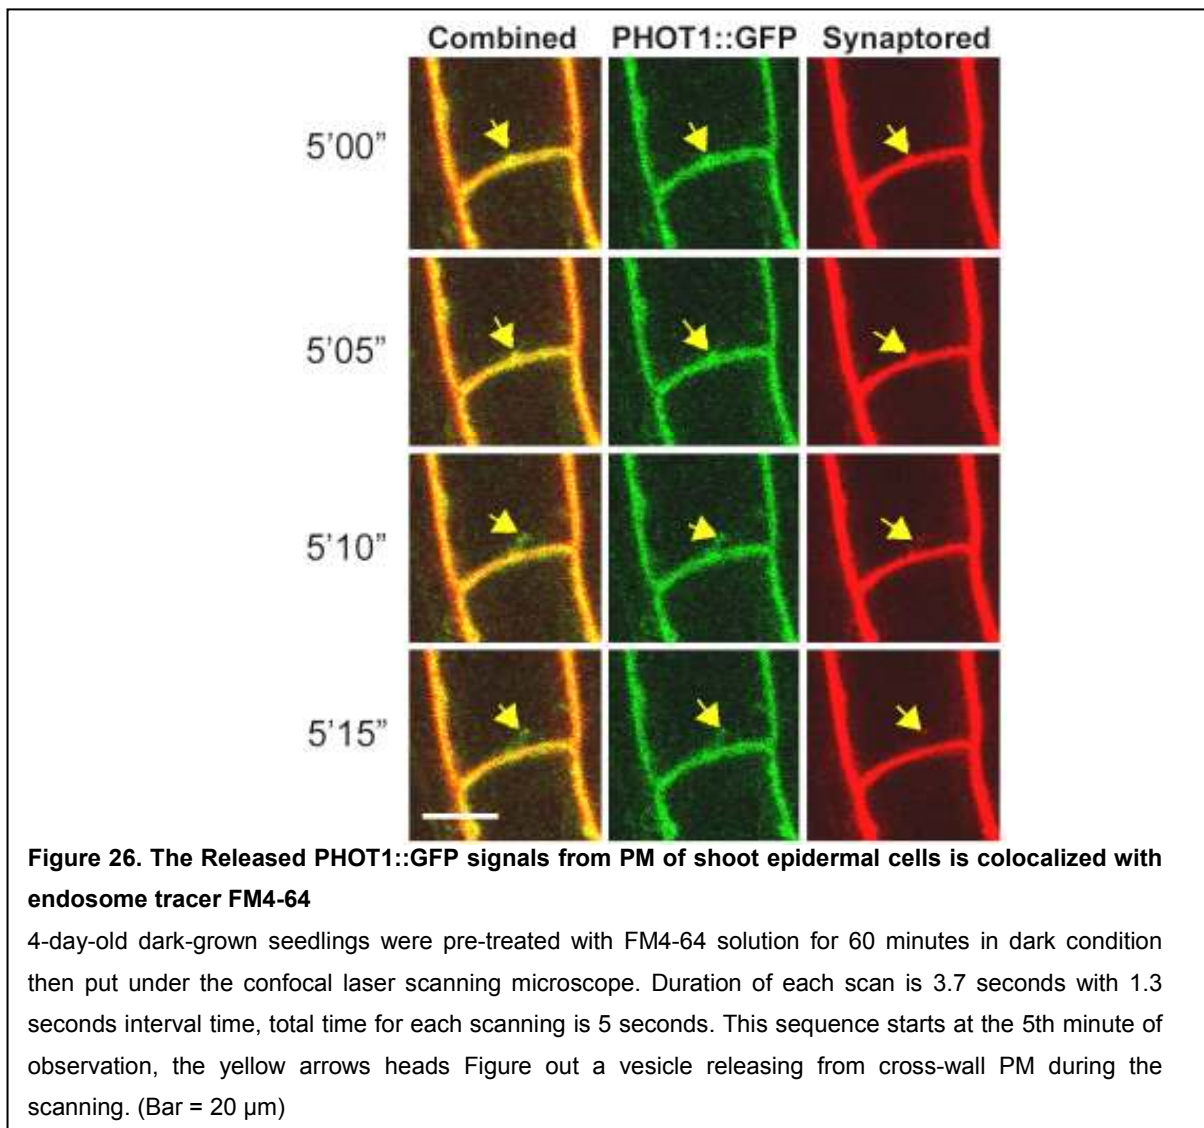 Combined PHOT1::GFP Synaptored
5'00”
5'05”
5'10”
5'15”
Figure 26. The Released PHOT1::GFP signals from PM of shoot epidermal cells is colocalized with
endosome tracer FM4-64
4-day-old dark-grown seedlings were pre-treated with FM4-64 solution for 60 minutes in dark condition
then put under the confocal laser scanning microscope. Duration of each scan is 3.7 seconds with 1.3
seconds interval time, total time for each scanning is 5 seconds. This sequence starts at the 5th minute of
observation, the yellow arrows heads Figure out a vesicle releasing from cross-wall PM during the
scanning. (Bar = 20 µm)